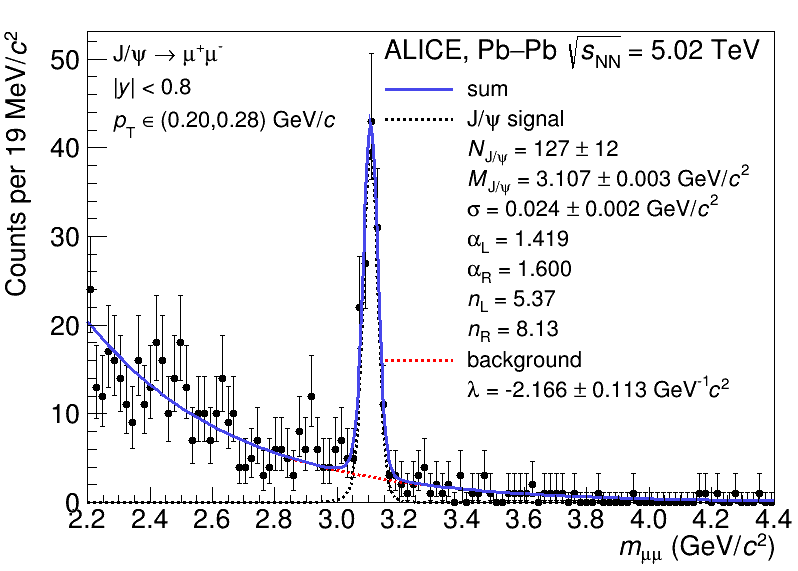 Counts per 19 MeV/c²
50
40
30
20
10
0
J/ψ → μ⁺μ⁻
|y| < 0.8
p_T ∈ (0.20,0.28) GeV/c
ALICE, Pb–Pb √s_NN = 5.02 TeV
sum
J/ψ signal
N_J/ψ = 127 ± 12
M_J/ψ = 3.107 ± 0.003 GeV/c²
σ = 0.024 ± 0.002 GeV/c²
α_L = 1.419
α_R = 1.600
n_L = 5.37
n_R = 8.13
background
λ = -2.166 ± 0.113 GeV⁻¹c²
2.2 2.4 2.6 2.8 3.0 3.2 3.4 3.6 3.8 4.0 4.2 4.4
m_μμ (GeV/c²)